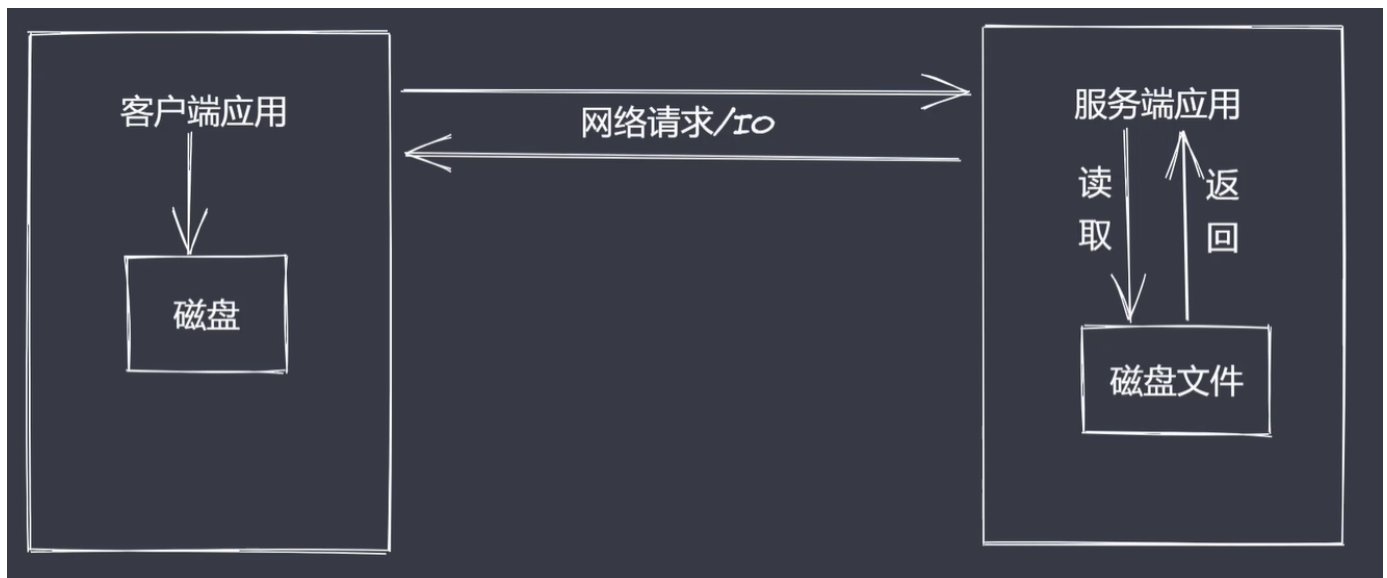 客户端应用
磁盘
网络请求/IO
服务端应用
读取
返回
磁盘文件